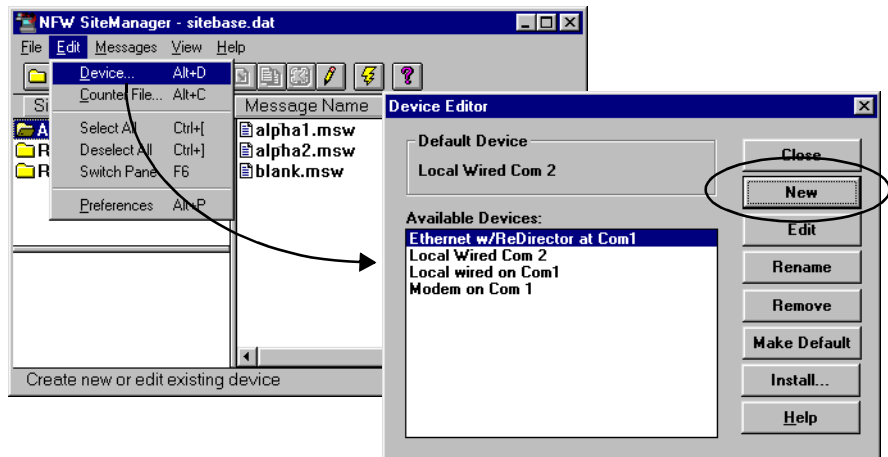 NFW SiteManager - sitebase.dat
File Edit Messages View Help
Device... Alt+D
Counter File... Alt+C
Select All Ctrl+[
Deselect All Ctrl+]
Switch Pane F6
Preferences Alt+P
Si
Message Name
A
R
R
alpha1.msw
alpha2.msw
blank.msw
Create new or edit existing device
Device Editor
Default Device
Local Wired Com 2
Available Devices:
Ethernet w/ReDirector at Com1
Local Wired Com 2
Local wired on Com1
Modem on Com 1
Close
New
Edit
Rename
Remove
Make Default
Install...
Help